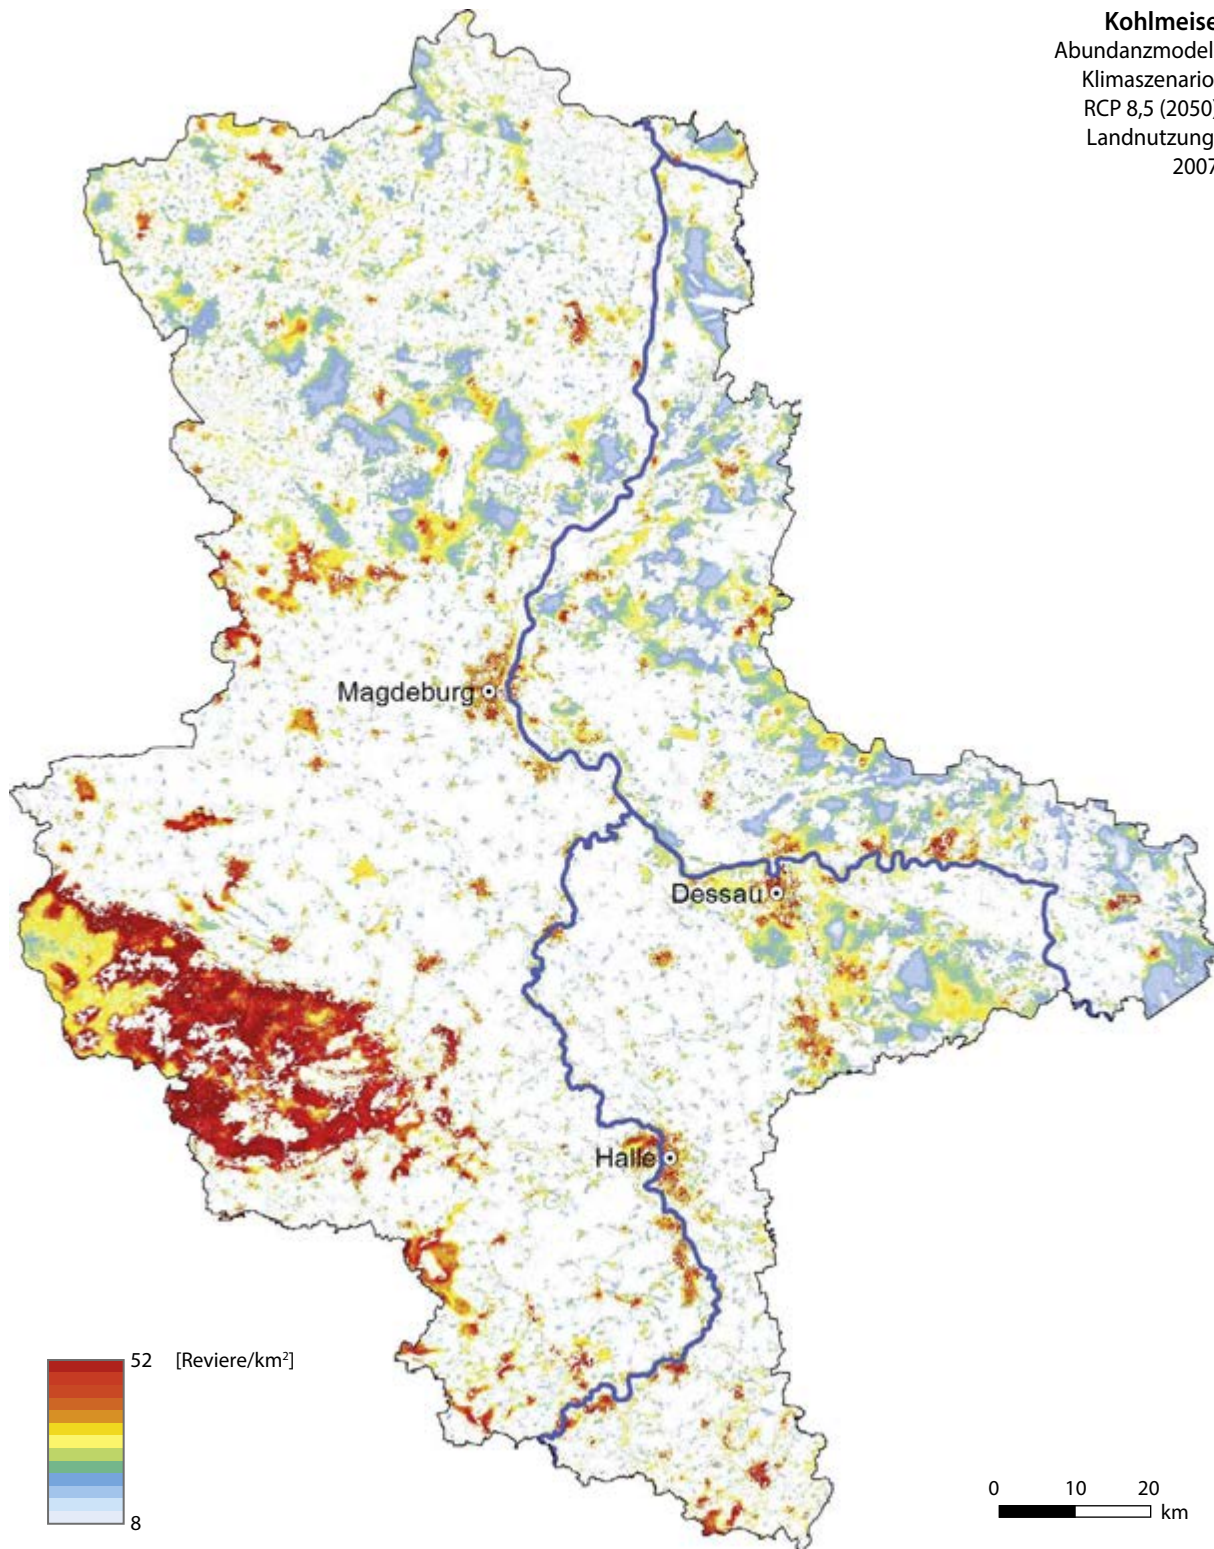 Kohlmeise
Abundanzmodell
Klimaszenario
RCP 8,5 (2050)
Landnutzung
2007
Magdeburg
Dessau
Halle
52 [Reviere/km²]
8
0 10 20
km